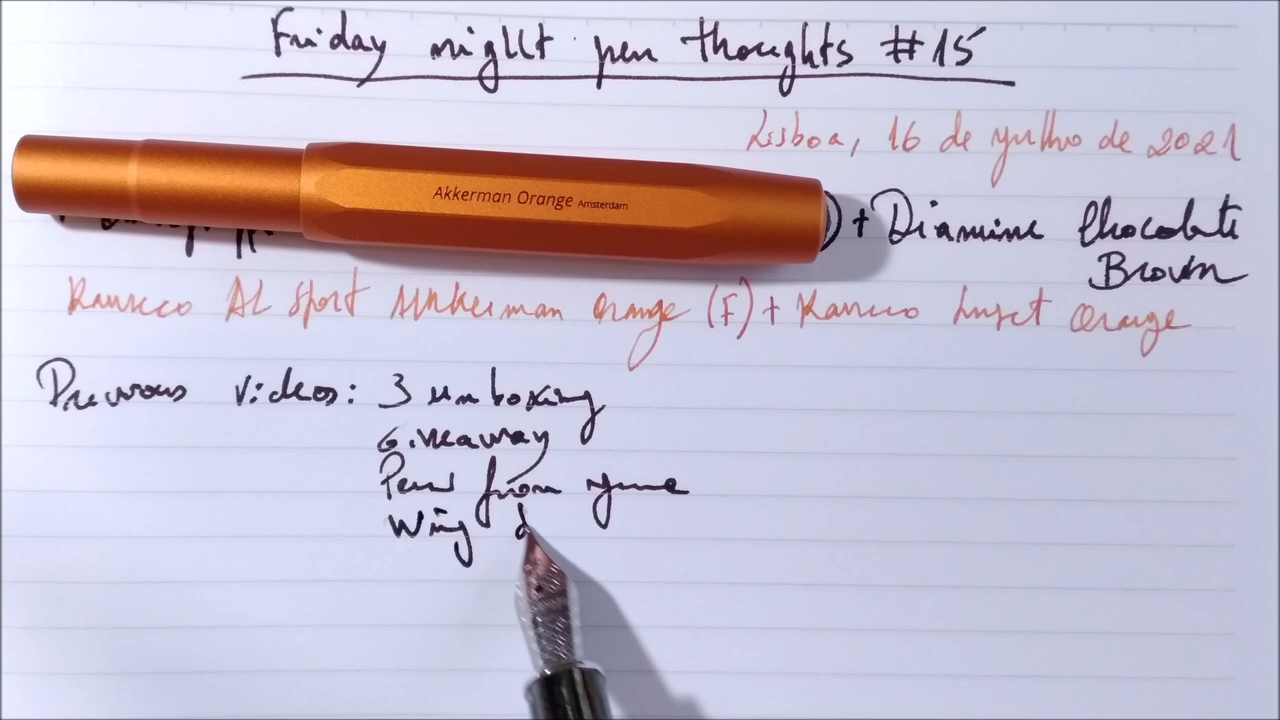 Friday night pen thoughts #15
Lisboa, 16 de julho de 2021
Akkerman Orange Amsterdam
) + Diamine Chocolate
Brown
Kaweco AL Sport Akkerman Orange (F) + Kaweco Sunset Orange
Previous videos: 3 unboxing
Giveaway
Pens from June
Wing